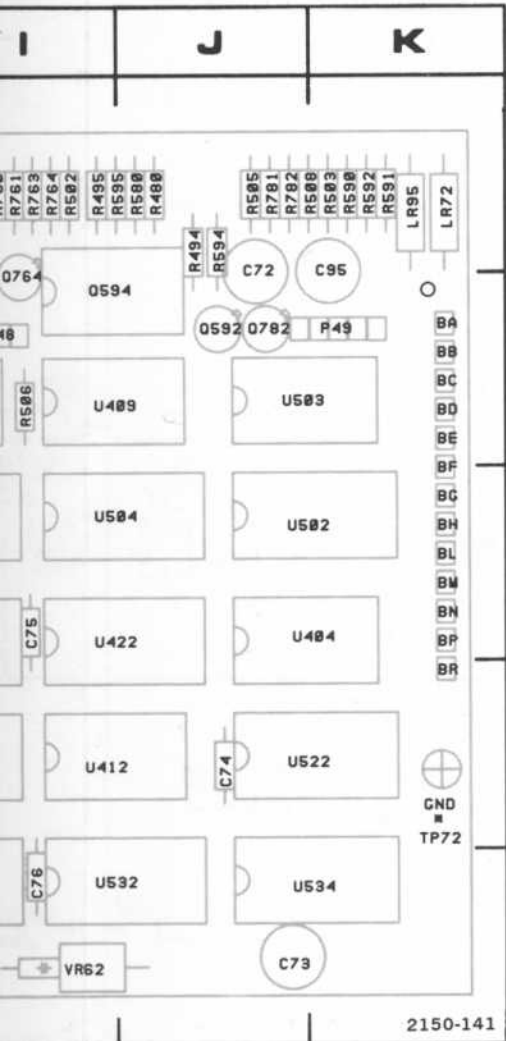 I J K
R761 R763 R764 R502 R495 R595 R580 R480 R505 R781 R782 R508 R503 R590 R592 R591 LR95 LR72
R494 R594
Q764 Q594 C72 C95
Q592 Q782 P49 BA
BB
BC
R506 U409 U503
BD
BE
BF
BG
U504 U502 BH
BL
BM
BN
C75 U422 U404 BP
BR
U412 C74 U522
GND
TP72
C76 U532 U534
VR62 C73
2150-141